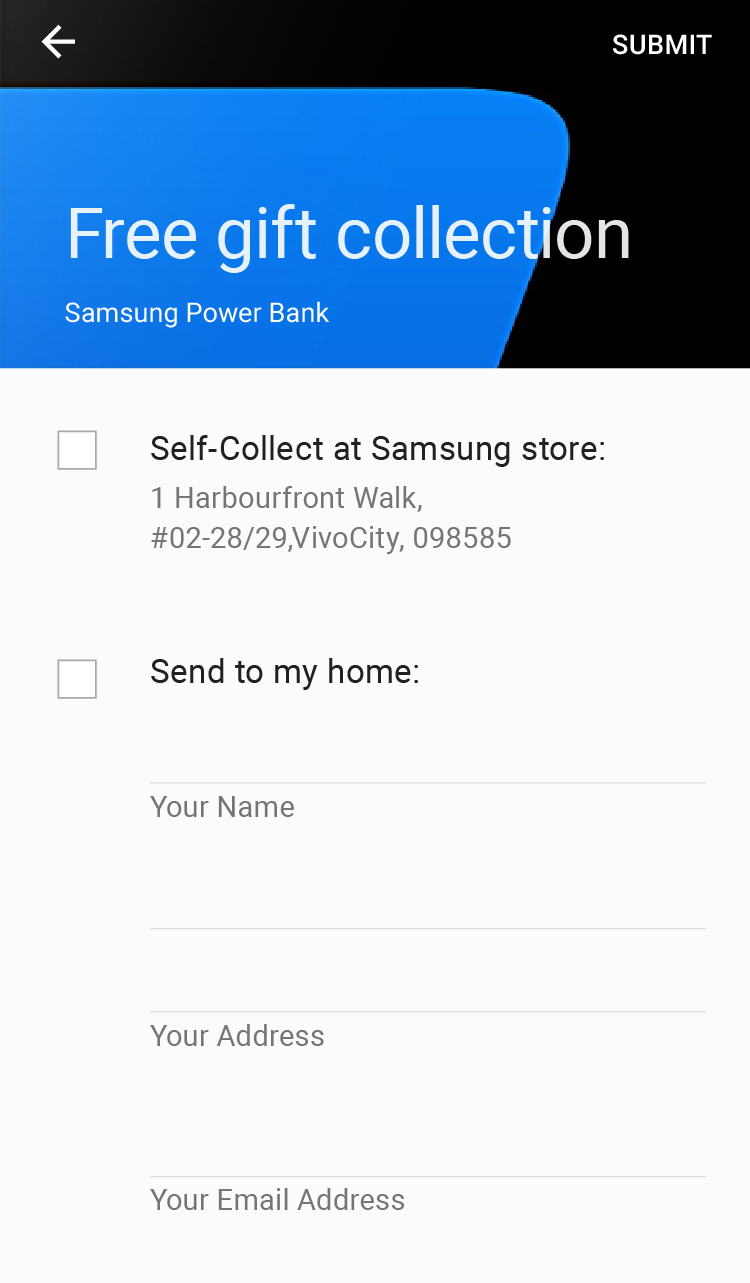 SUBMIT
Free gift collection
Samsung Power Bank
Self-Collect at Samsung store:
1 Harbourfront Walk,
#02-28/29,VivoCity, 098585
Send to my home:
Your Name
Your Address
Your Email Address